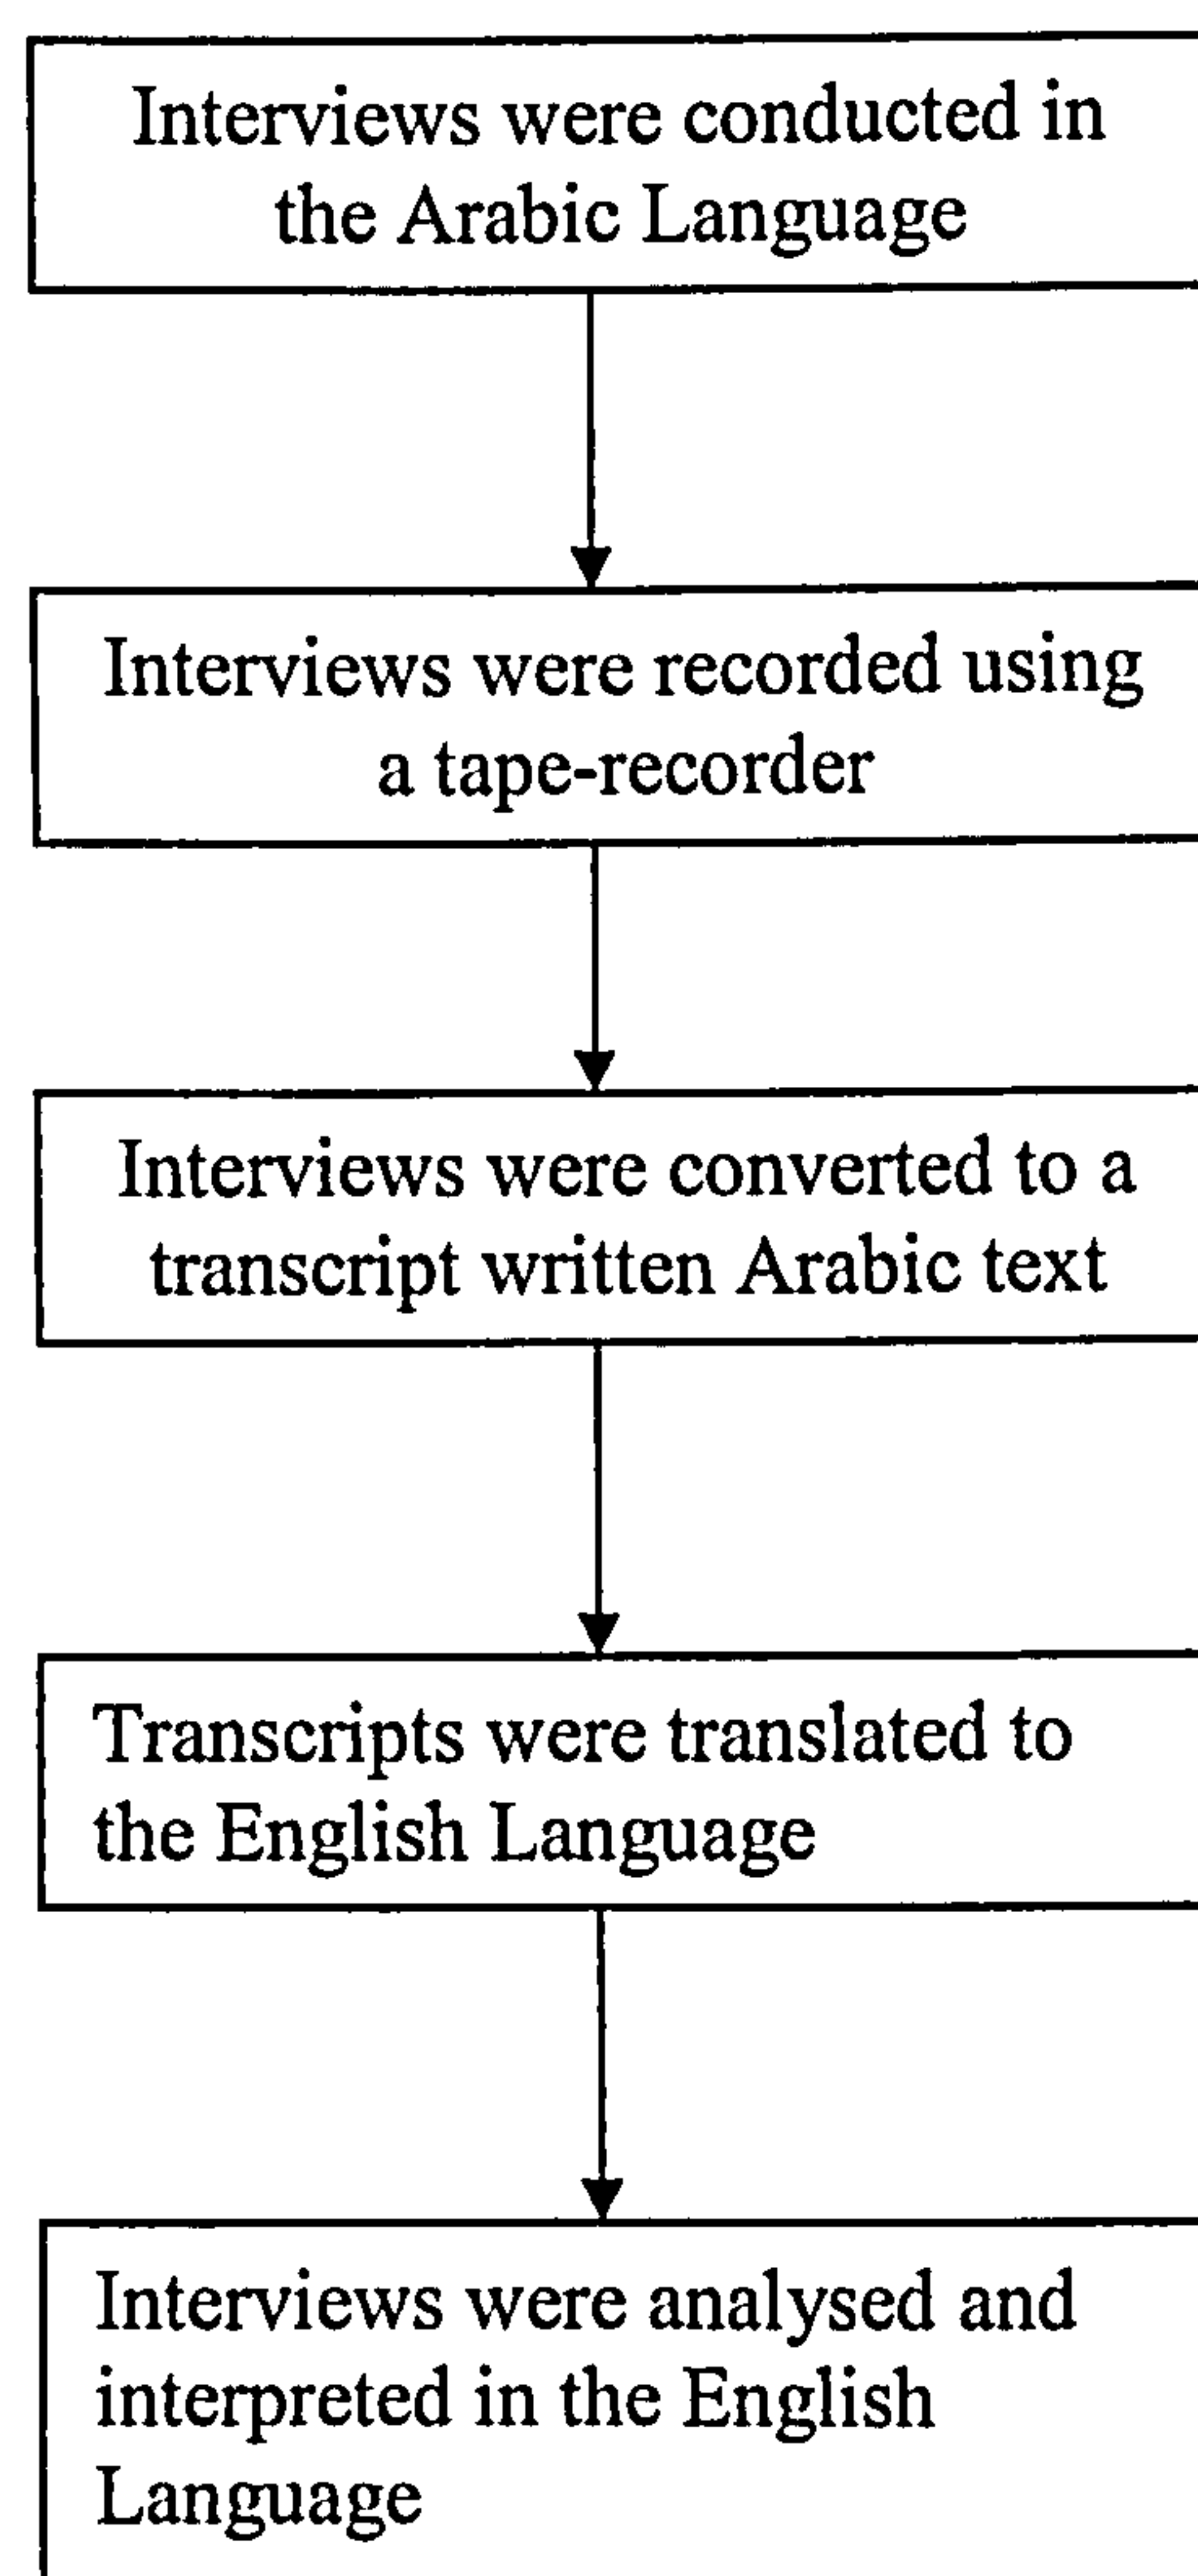 Interviews were conducted in
the Arabic Language
Interviews were recorded using
a tape-recorder
Interviews were converted to a
transcript written Arabic text
Transcripts were translated to
the English Language
Interviews were analysed and
interpreted in the English
Language